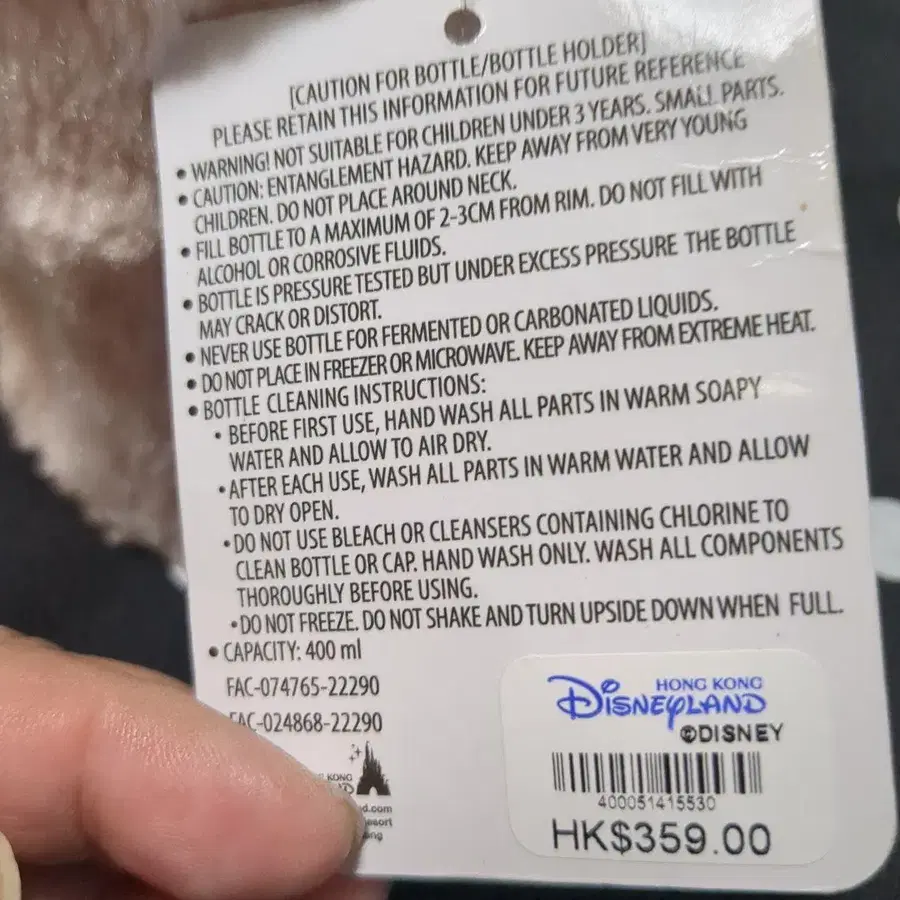 [CAUTION FOR BOTTLE/BOTTLE HOLDER]
PLEASE RETAIN THIS INFORMATION FOR FUTURE REFERENCE
• WARNING! NOT SUITABLE FOR CHILDREN UNDER 3 YEARS. SMALL PARTS.
• CAUTION: ENTANGLEMENT HAZARD. KEEP AWAY FROM VERY YOUNG
CHILDREN. DO NOT PLACE AROUND NECK.
• FILL BOTTLE TO A MAXIMUM OF 2-3CM FROM RIM. DO NOT FILL WITH
ALCOHOL OR CORROSIVE FLUIDS.
• BOTTLE IS PRESSURE TESTED BUT UNDER EXCESS PRESSURE THE BOTTLE
MAY CRACK OR DISTORT.
• NEVER USE BOTTLE FOR FERMENTED OR CARBONATED LIQUIDS.
• DO NOT PLACE IN FREEZER OR MICROWAVE. KEEP AWAY FROM EXTREME HEAT.
• BOTTLE CLEANING INSTRUCTIONS:
• BEFORE FIRST USE, HAND WASH ALL PARTS IN WARM SOAPY
WATER AND ALLOW TO AIR DRY.
• AFTER EACH USE, WASH ALL PARTS IN WARM WATER AND ALLOW
TO DRY OPEN.
• DO NOT USE BLEACH OR CLEANSERS CONTAINING CHLORINE TO
CLEAN BOTTLE OR CAP. HAND WASH ONLY. WASH ALL COMPONENTS
THOROUGHLY BEFORE USING.
• DO NOT FREEZE. DO NOT SHAKE AND TURN UPSIDE DOWN WHEN FULL.
• CAPACITY: 400 ml
FAC-074765-22290
FAC-024868-22290
KONG
d.com
HONG KONG
DISNEYLAND
©DISNEY
400051415530
HK$359.00